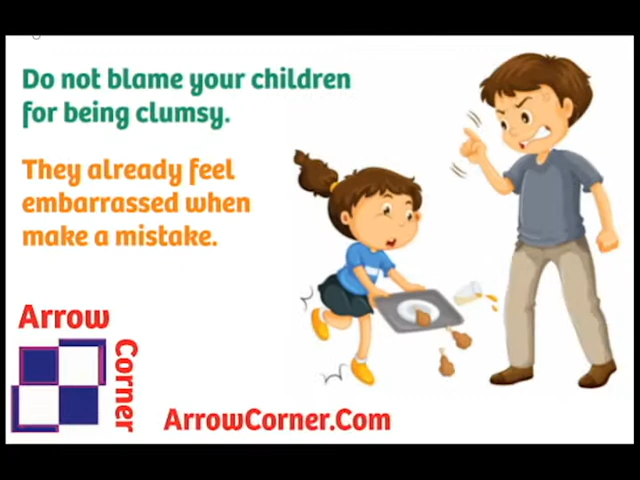 Do not blame your children
for being clumsy.
They already feel
embarrassed when
make a mistake.
Arrow
Corner
ArrowCorner.Com